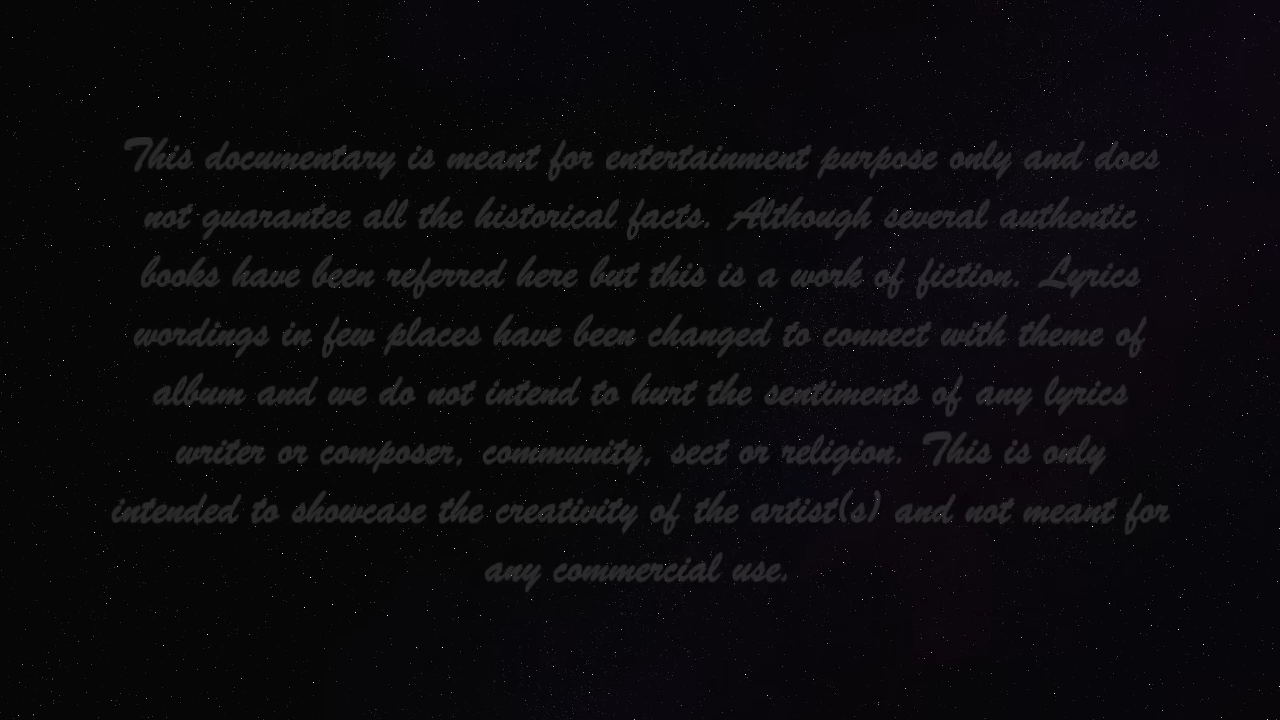 This documentary is meant for entertainment purpose only and does
not guarantee all the historical facts. Although several authentic
books have been referred here but this is a work of fiction. Lyrics
wordings in few places have been changed to connect with theme of
album and we do not intend to hurt the sentiments of any lyrics
writer or composer, community, sect or religion. This is only
intended to showcase the creativity of the artist(s) and not meant for
any commercial use.